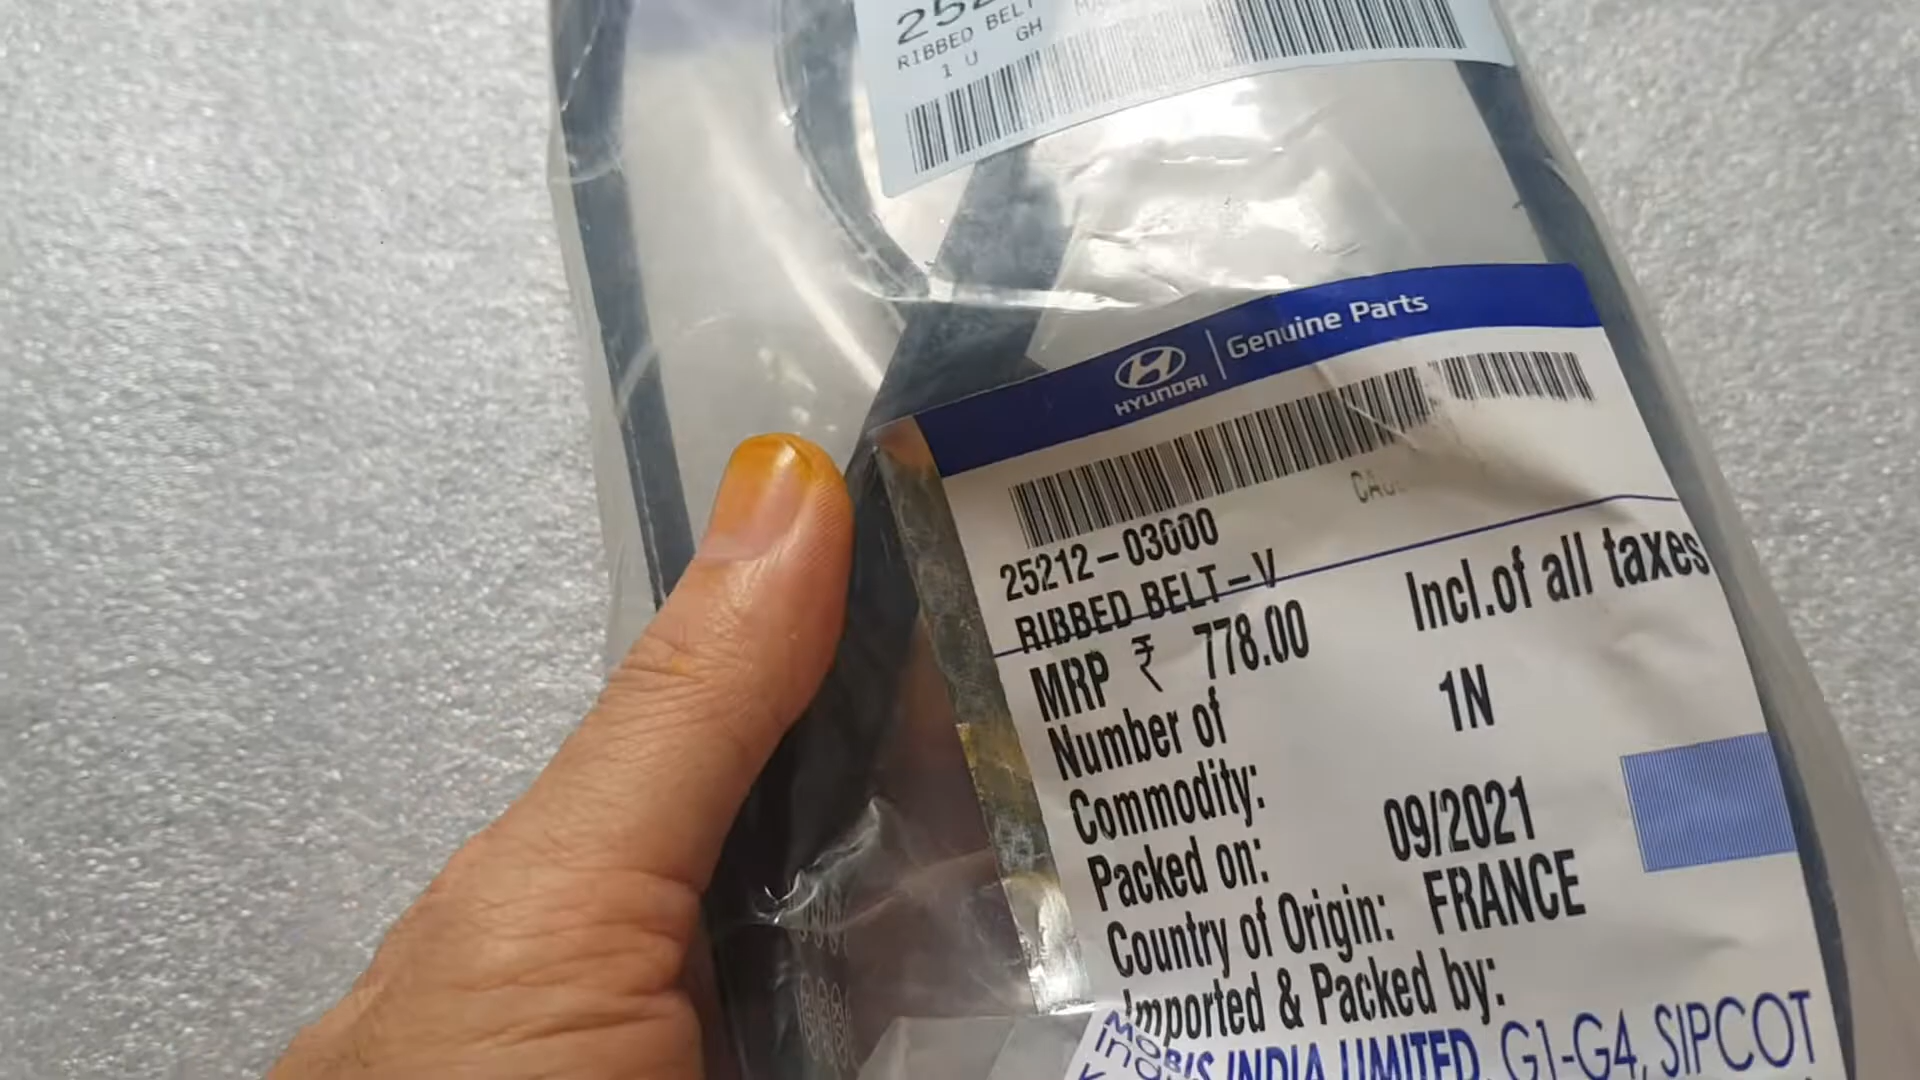 RIBBED BELT
1 U GH
HYUNDAI Genuine Parts
25212-03000
RIBBED BELT-V
MRP ₹ 778.00 Incl.of all taxes
Number of
Commodity: 1N
Packed on: 09/2021
Country of Origin: FRANCE
Imported & Packed by:
MOBIS INDIA LIMITED, G1-G4, SIPCOT